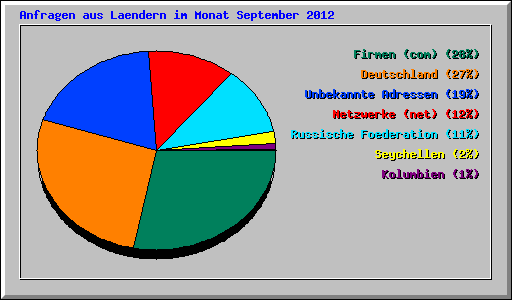 Anfragen aus Laendern im Monat September 2012
Firmen (com) (28%)
Deutschland (27%)
Unbekannte Adressen (19%)
Netzwerke (net) (12%)
Russische Foederation (11%)
Seychellen (2%)
Kolumbien (1%)